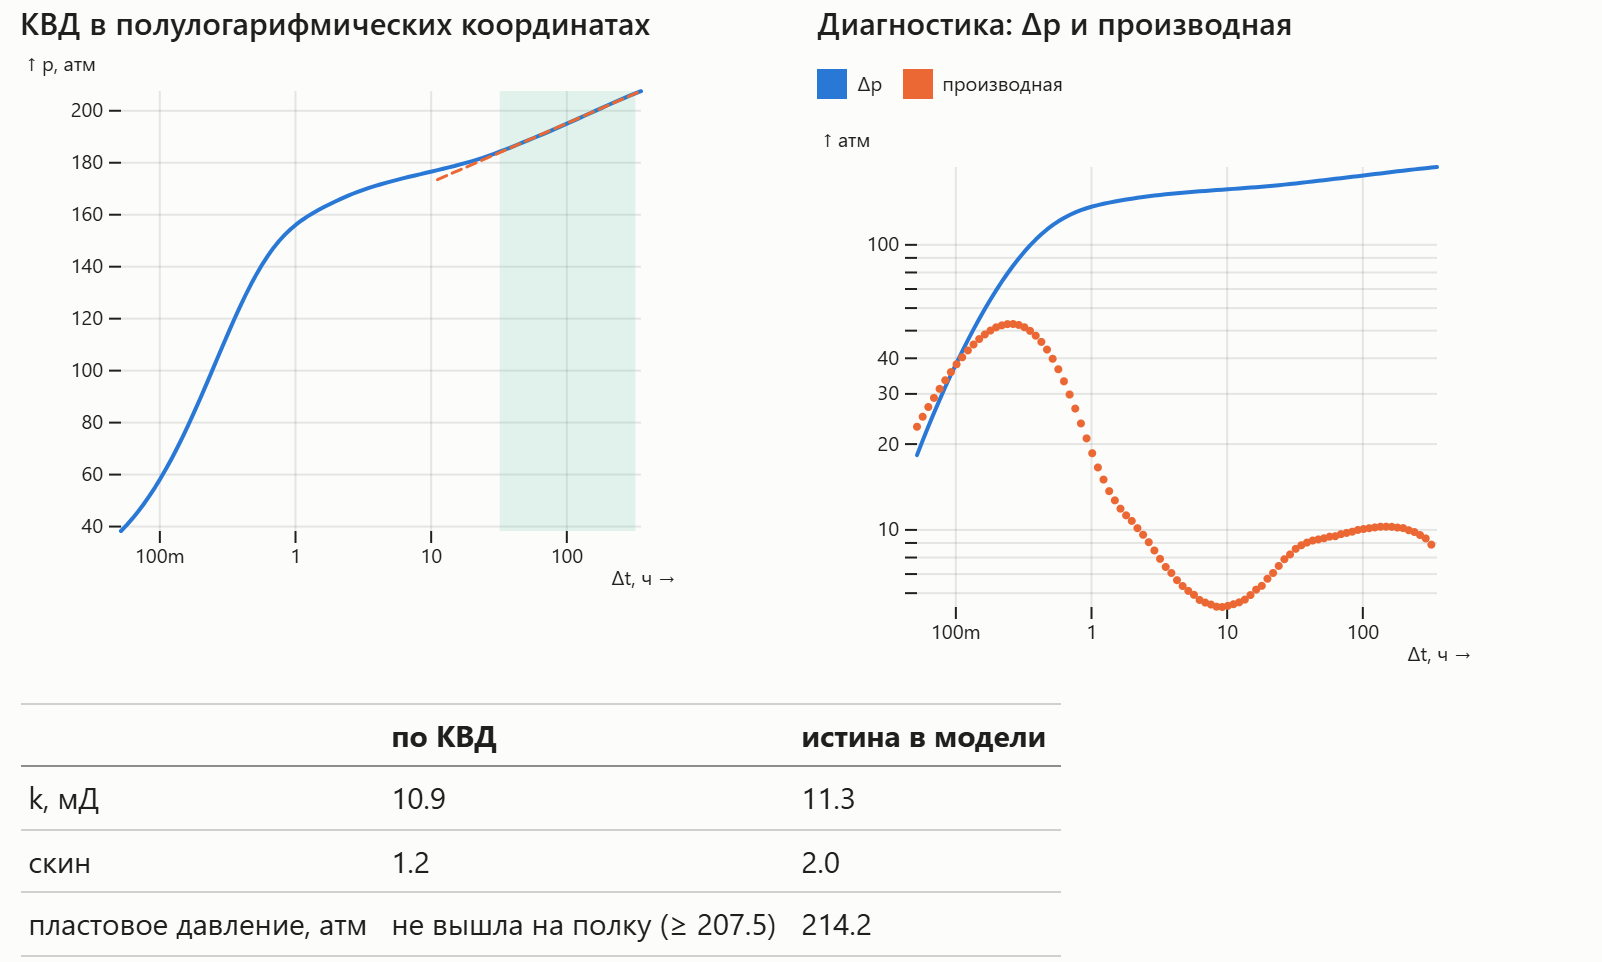 КВД в полулогарифмических координатах
↑ p, атм
200
180
160
140
120
100
80
60
40
100m
1
10
100
Δt, ч →
Диагностика: Δp и производная
Δp
производная
↑ атм
100
40
30
20
10
100m
1
10
100
Δt, ч →
по КВД
истина в модели
k, мД
10.9
11.3
скин
1.2
2.0
пластовое давление, атм
не вышла на полку (≥ 207.5)
214.2